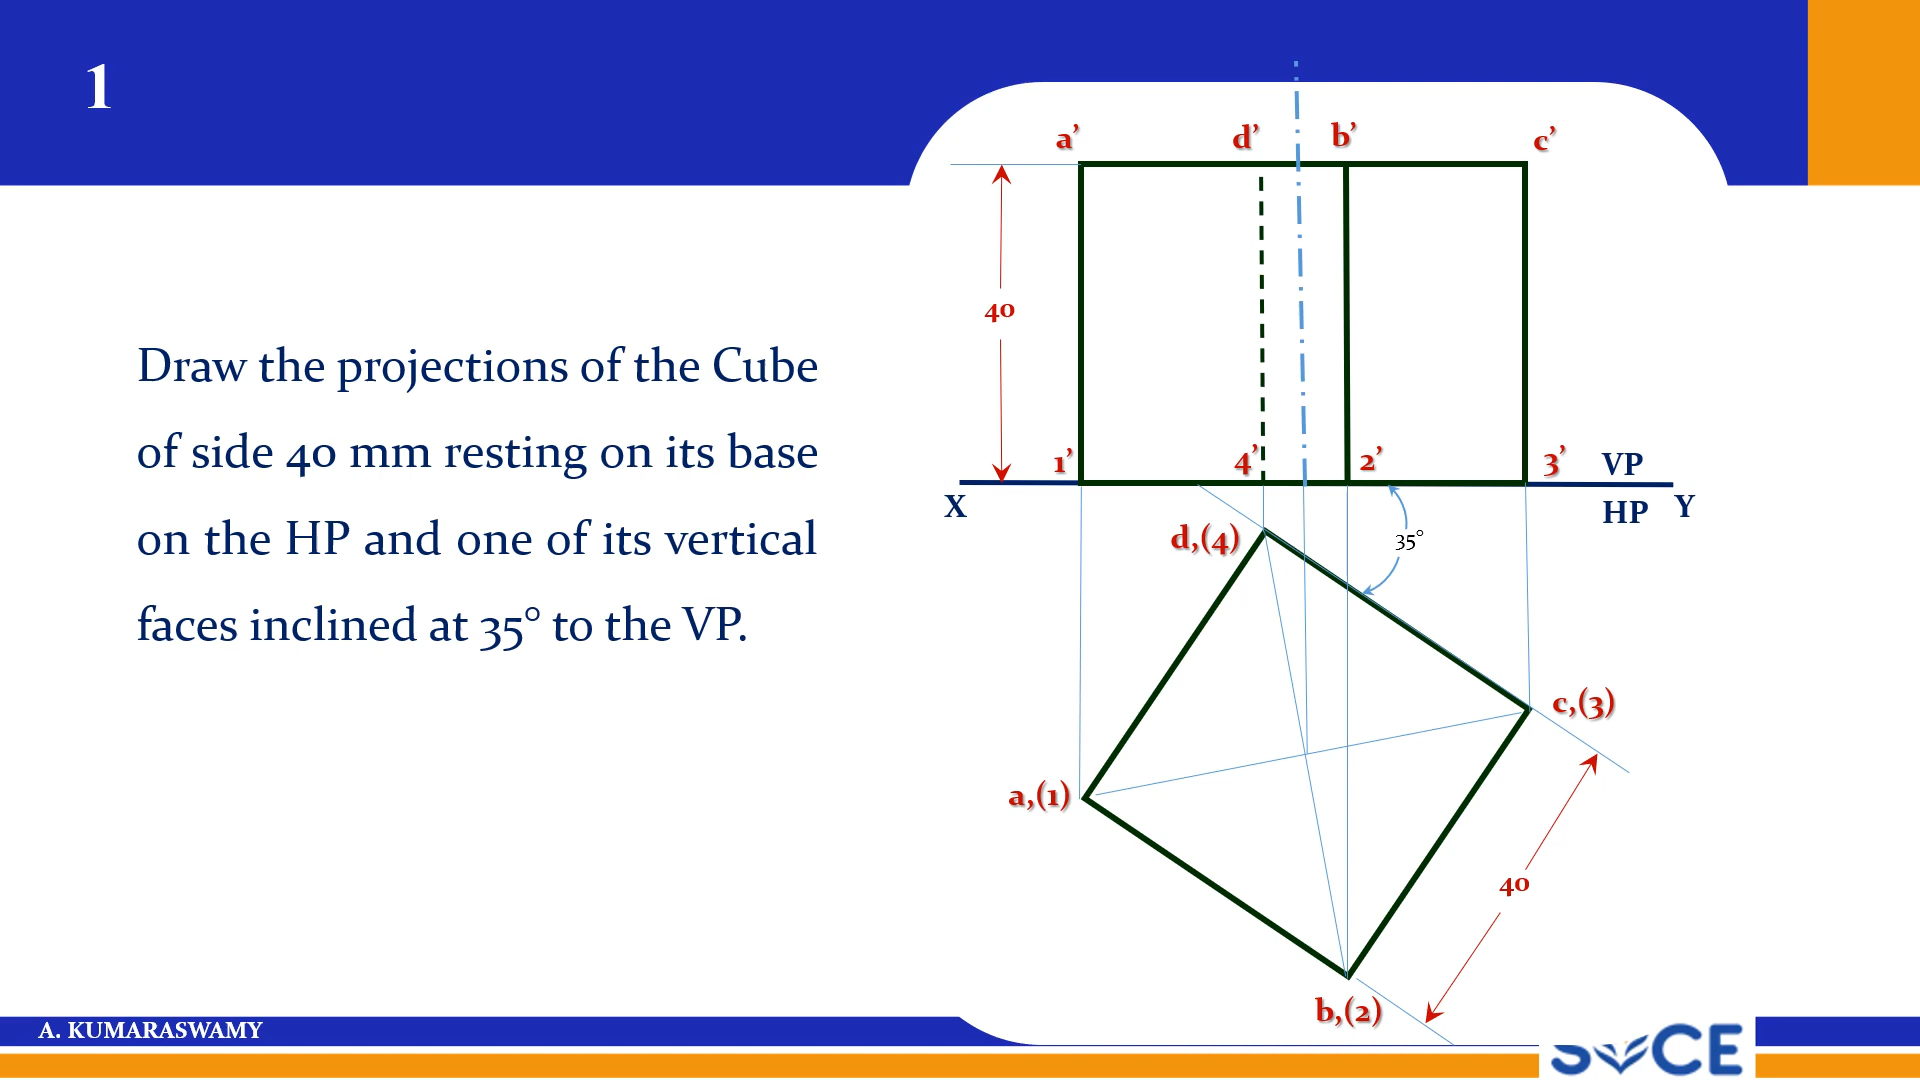 1
Draw the projections of the Cube
of side 40 mm resting on its base
on the HP and one of its vertical
faces inclined at 35° to the VP.
a’
d’
b’
c’
40
1’
4’
2’
3’
VP
X
HP
Y
d,(4)
35°
c,(3)
a,(1)
40
b,(2)
A. KUMARASWAMY
SVCE